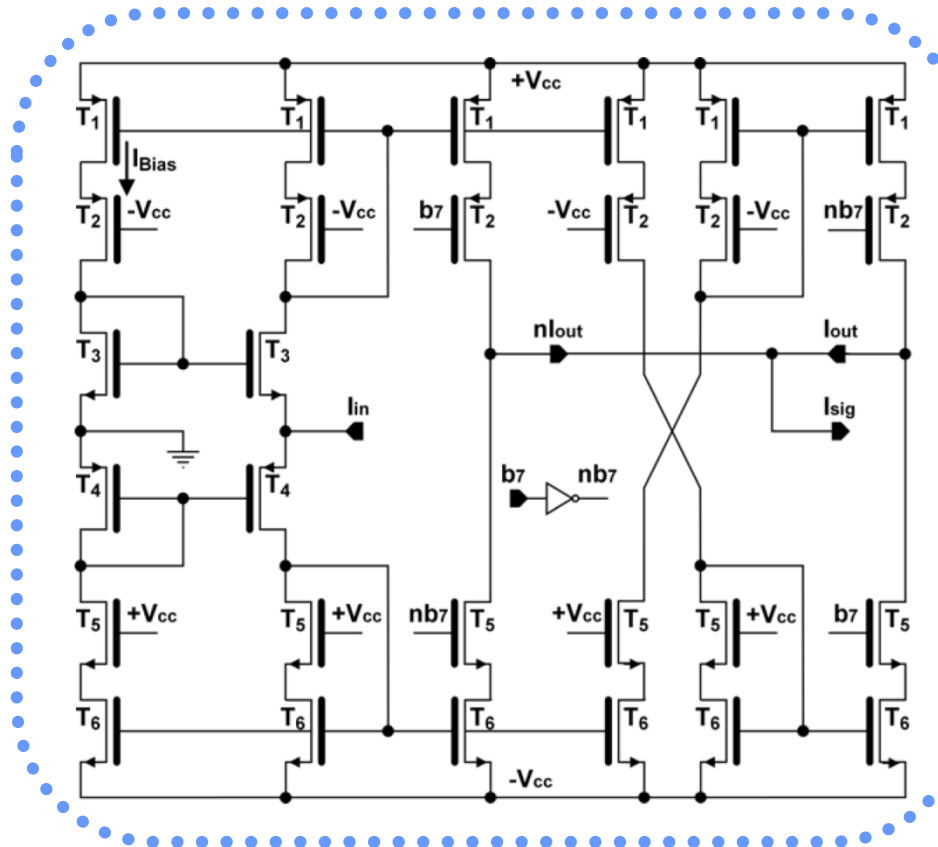 +Vcc
T1 T1 T1 T1 T1 T1
IBias
T2 -Vcc T2 -Vcc b7 T2 -Vcc T2 T2 -Vcc nb7 T2
nIout Iout
T3 T3
Iin Isig
T4 T4 b7 nb7
T5 +Vcc T5 +Vcc nb7 T5 +Vcc T5 T5 +Vcc b7 T5
T6 T6 T6 T6 T6 T6
-Vcc